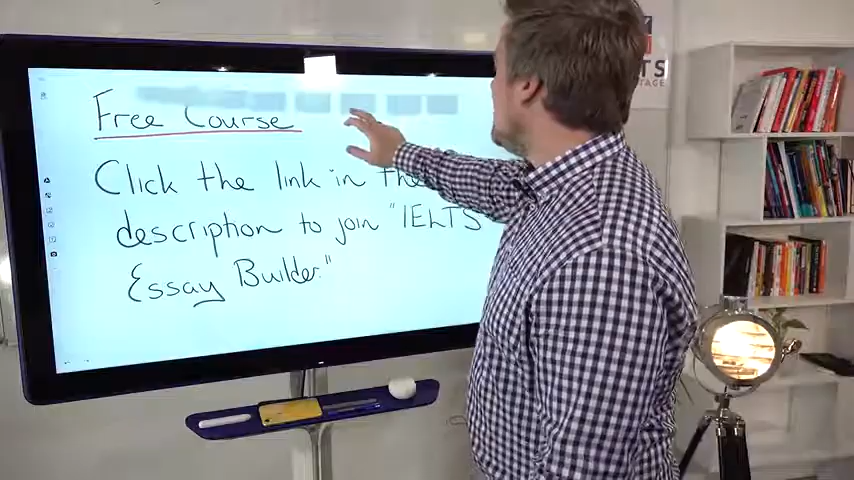 Free Course
Click the link in the
description to join "IELTS
Essay Builder."